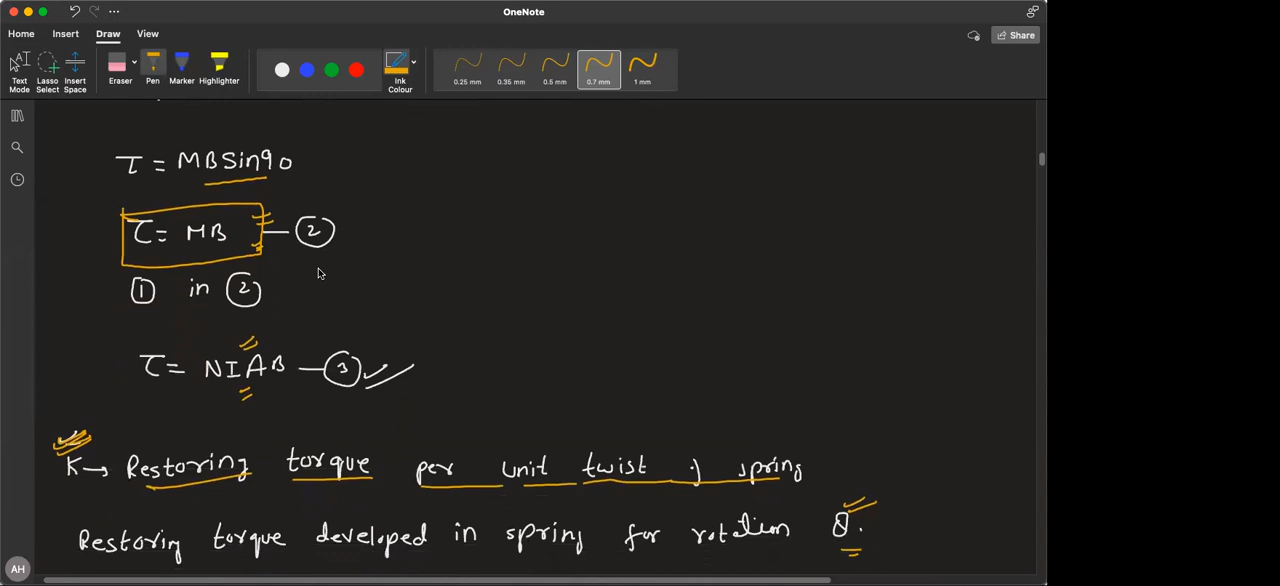 OneNote
Home Insert Draw View
Share
Text Mode
Lasso Select
Insert Space
Eraser
Pen
Marker
Highlighter
Ink Colour
0.25 mm
0.35 mm
0.5 mm
0.7 mm
1 mm
τ = MBSin90
τ = MB — ②
① in ②
τ = NIAB — ③
K → Restoring torque per unit twist of spring
Restoring torque developed in spring for rotation θ.
AH